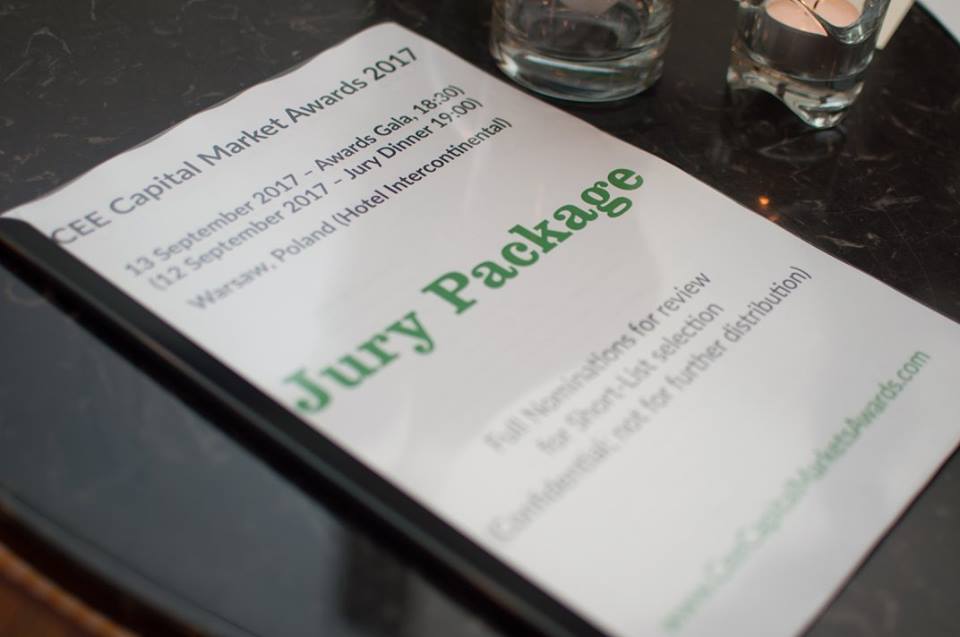 CEE Capital Market Awards 2017
13 September 2017 – Awards Gala, 18:30)
(12 September 2017 – Jury Dinner 19:00)
Warsaw, Poland (Hotel Intercontinental)
Jury Package
Full Nominations for review
for Short-List selection
(Confidential, not for further distribution)
www.CeeCapitalMarketsAwards.com